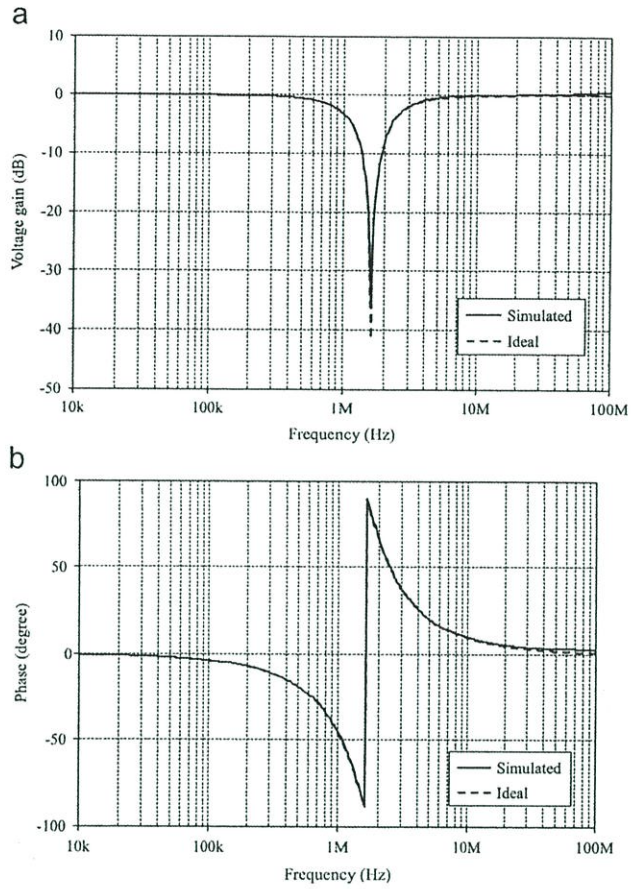 a
10
0
-10
-20
-30
-40
-50
Voltage gain (dB)
Simulated
Ideal
10k 100k 1M 10M 100M
Frequency (Hz)
b
100
50
0
-50
-100
Phase (degree)
Simulated
Ideal
10k 100k 1M 10M 100M
Frequency (Hz)